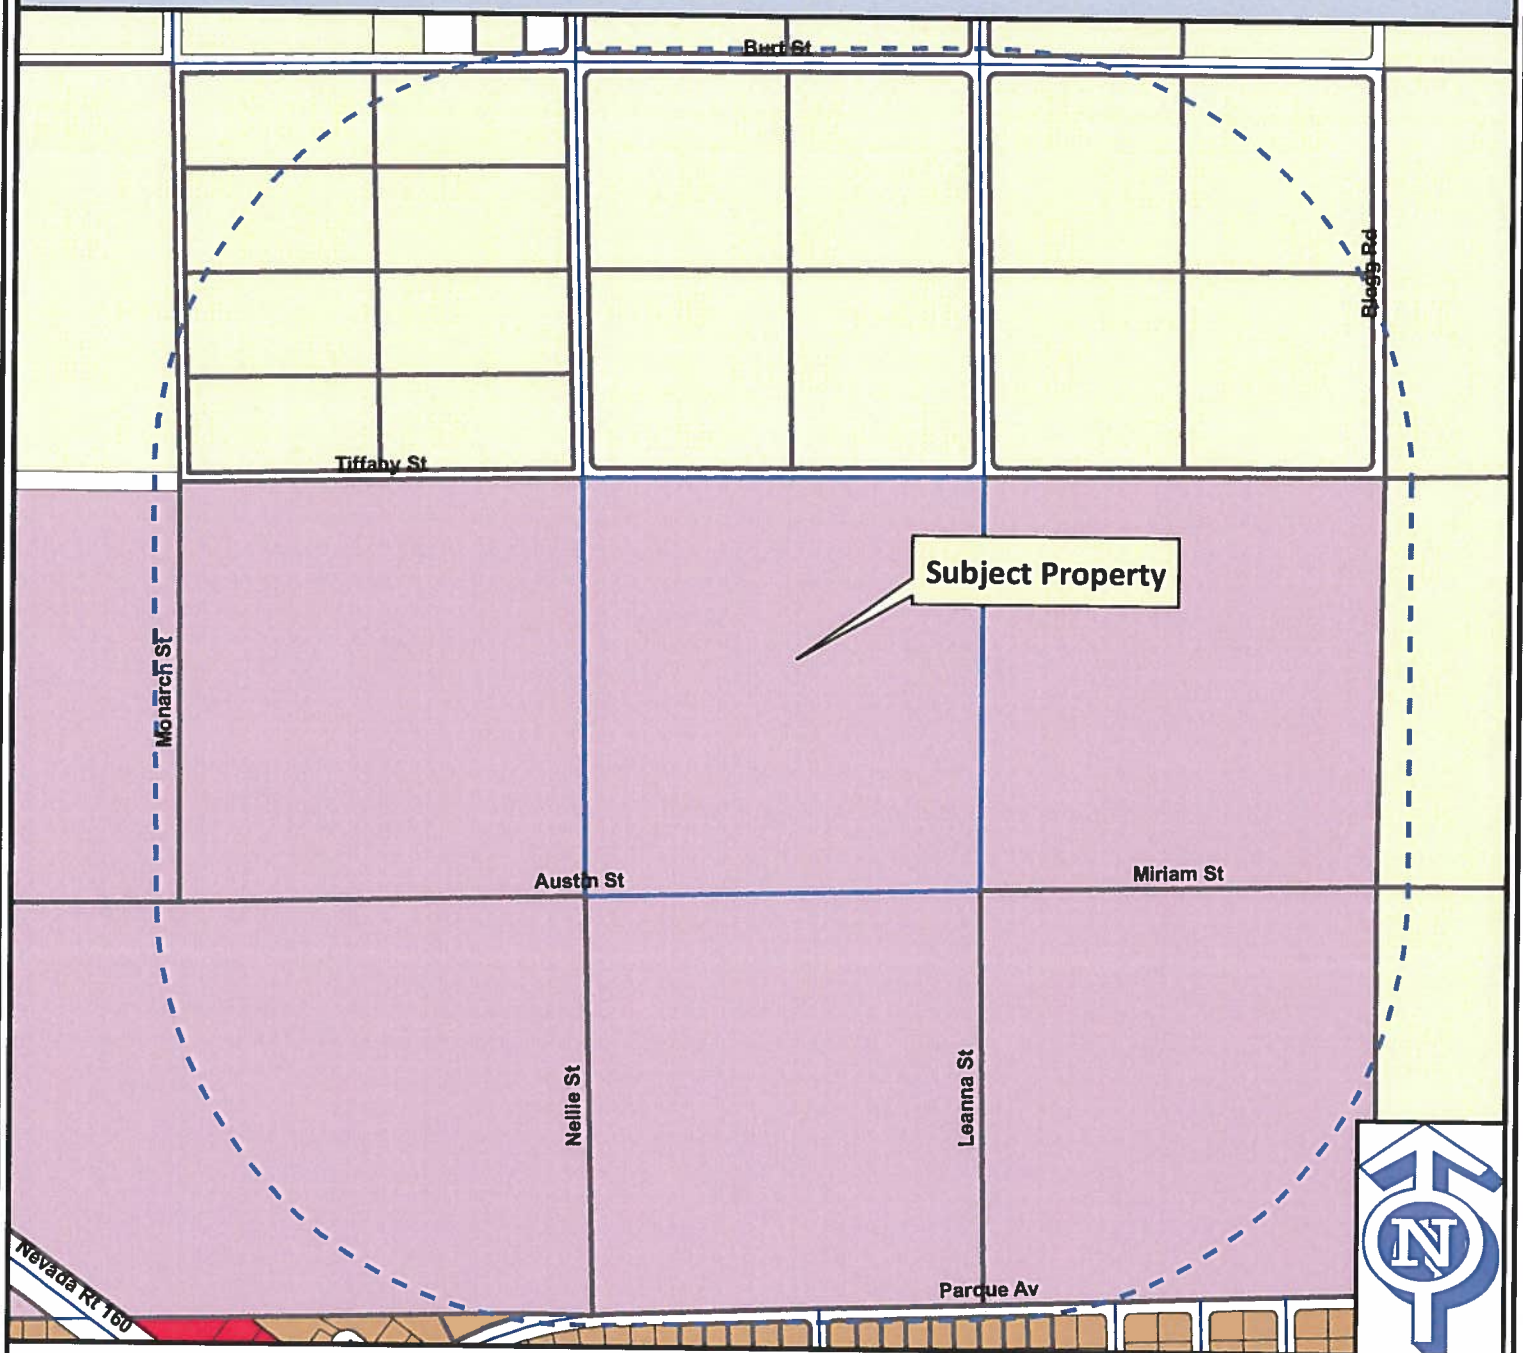 Burt St
Blagg Rd
Tiffany St
Subject Property
Monarch St
Austin St
Miriam St
Nellie St
Leanna St
N
Nevada Rt 160
Parque Av